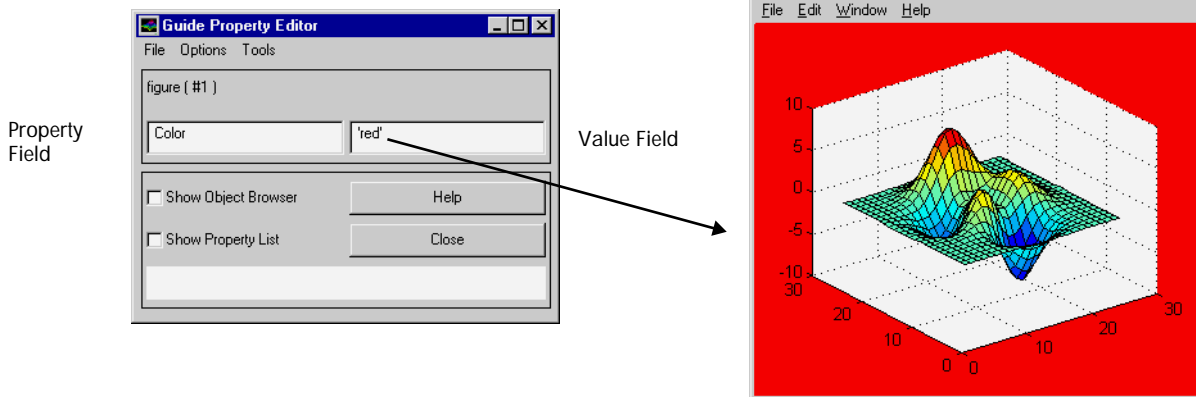 Guide Property Editor
File Options Tools
figure ( #1 )
Property
Field
Color
'red'
Value Field
Show Object Browser
Help
Show Property List
Close
File Edit Window Help
10
5
0
-5
-10
30
20
10
0
0
10
20
30